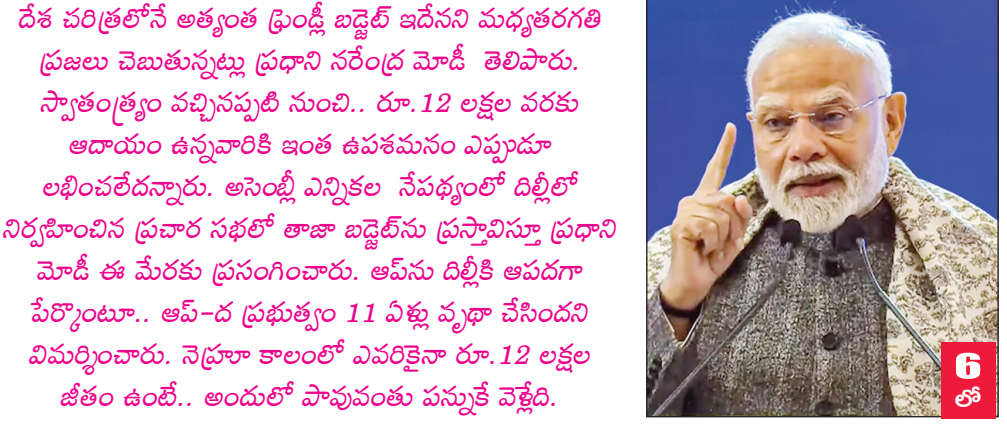 దేశ చరిత్రలోనే అత్యంత ఫ్రెండ్లీ బడ్జెట్ ఇదేనని మధ్యతరగతి
ప్రజలు చెబుతున్నట్లు ప్రధాని నరేంద్ర మోడీ తెలిపారు.
స్వాతంత్ర్యం వచ్చినప్పటి నుంచి.. రూ.12 లక్షల వరకు
ఆదాయం ఉన్నవారికి ఇంత ఉపశమనం ఎప్పుడూ
లభించలేదన్నారు. అసెంబ్లీ ఎన్నికల నేపథ్యంలో దిల్లీలో
నిర్వహించిన ప్రచార సభలో తాజా బడ్జెట్‌ను ప్రస్తావిస్తూ ప్రధాని
మోడీ ఈ మేరకు ప్రసంగించారు. ఆప్‌ను దిల్లీకి ఆపదగా
పేర్కొంటూ.. ఆప్-ద ప్రభుత్వం 11 ఏళ్లు వృథా చేసిందని
విమర్శించారు. నెహ్రూ కాలంలో ఎవరికైనా రూ.12 లక్షల
జీతం ఉంటే.. అందులో పావువంతు పన్నుకే వెళ్లేది.
6
లో